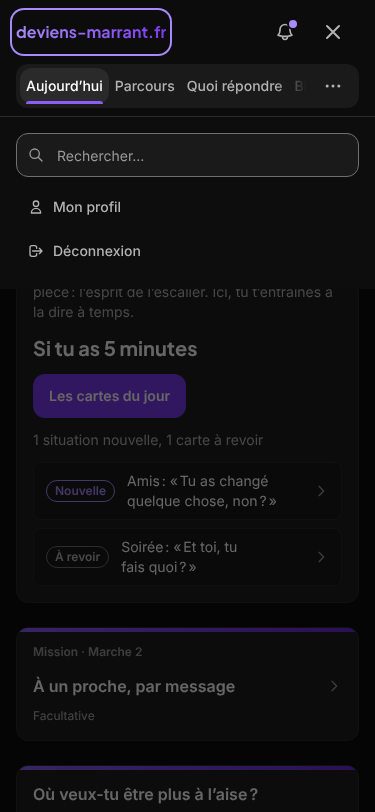 deviens-marrant.fr
Aujourd’hui Parcours Quoi répondre
Rechercher…
Mon profil
Déconnexion
pièce : l’esprit de l’escalier. Ici, tu t’entraînes à
la dire à temps.
Si tu as 5 minutes
Les cartes du jour
1 situation nouvelle, 1 carte à revoir
Nouvelle
Amis : « Tu as changé
quelque chose, non ? »
À revoir
Soirée : « Et toi, tu
fais quoi ? »
Mission · Marche 2
À un proche, par message
Facultative
Où veux-tu être plus à l’aise ?